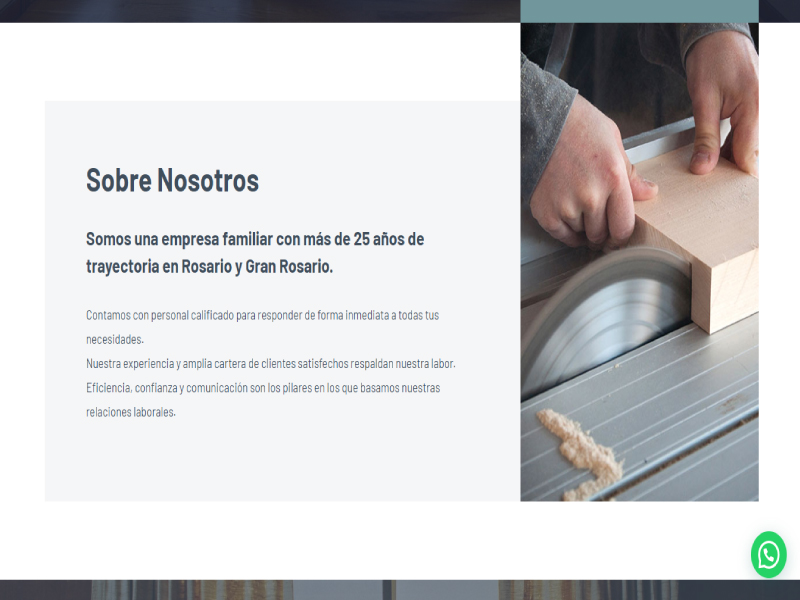 Sobre Nosotros
Somos una empresa familiar con más de 25 años de
trayectoria en Rosario y Gran Rosario.
Contamos con personal calificado para responder de forma inmediata a todas tus
necesidades.
Nuestra experiencia y amplia cartera de clientes satisfechos respaldan nuestra labor.
Eficiencia, confianza y comunicación son los pilares en los que basamos nuestras
relaciones laborales.